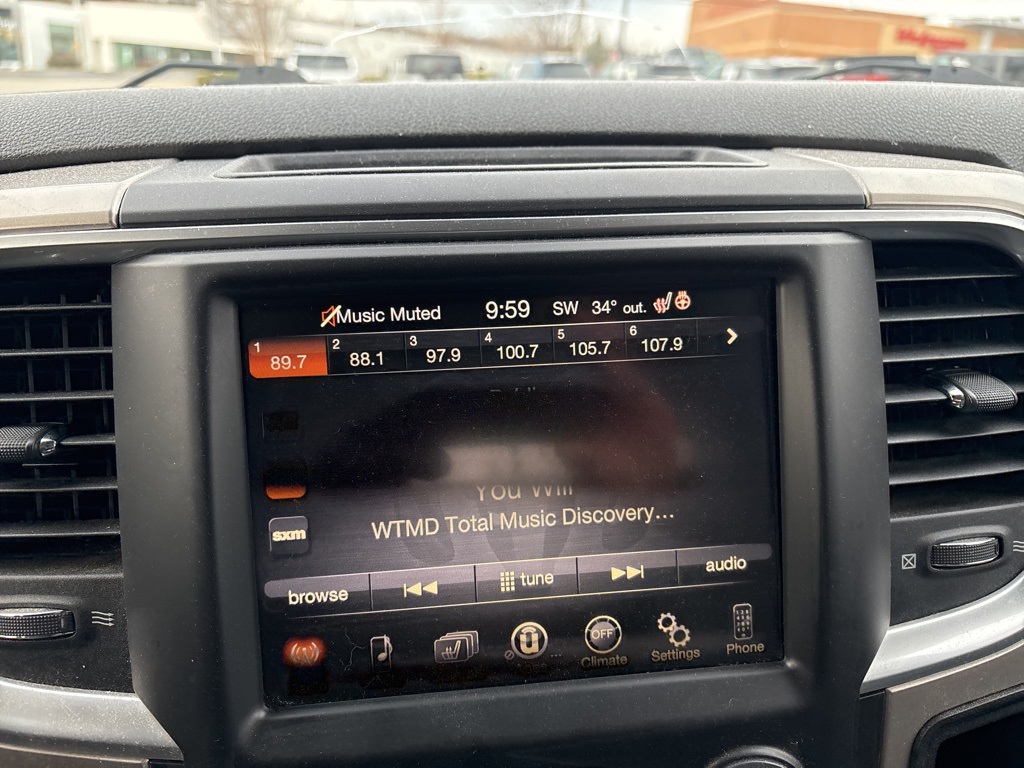 Walgreens
Music Muted 9:59 SW 34° out.
1 89.7 2 88.1 3 97.9 4 100.7 5 105.7 6 107.9
You Will
sxm WTMD Total Music Discovery...
browse tune audio
OFF
Climate Settings Phone